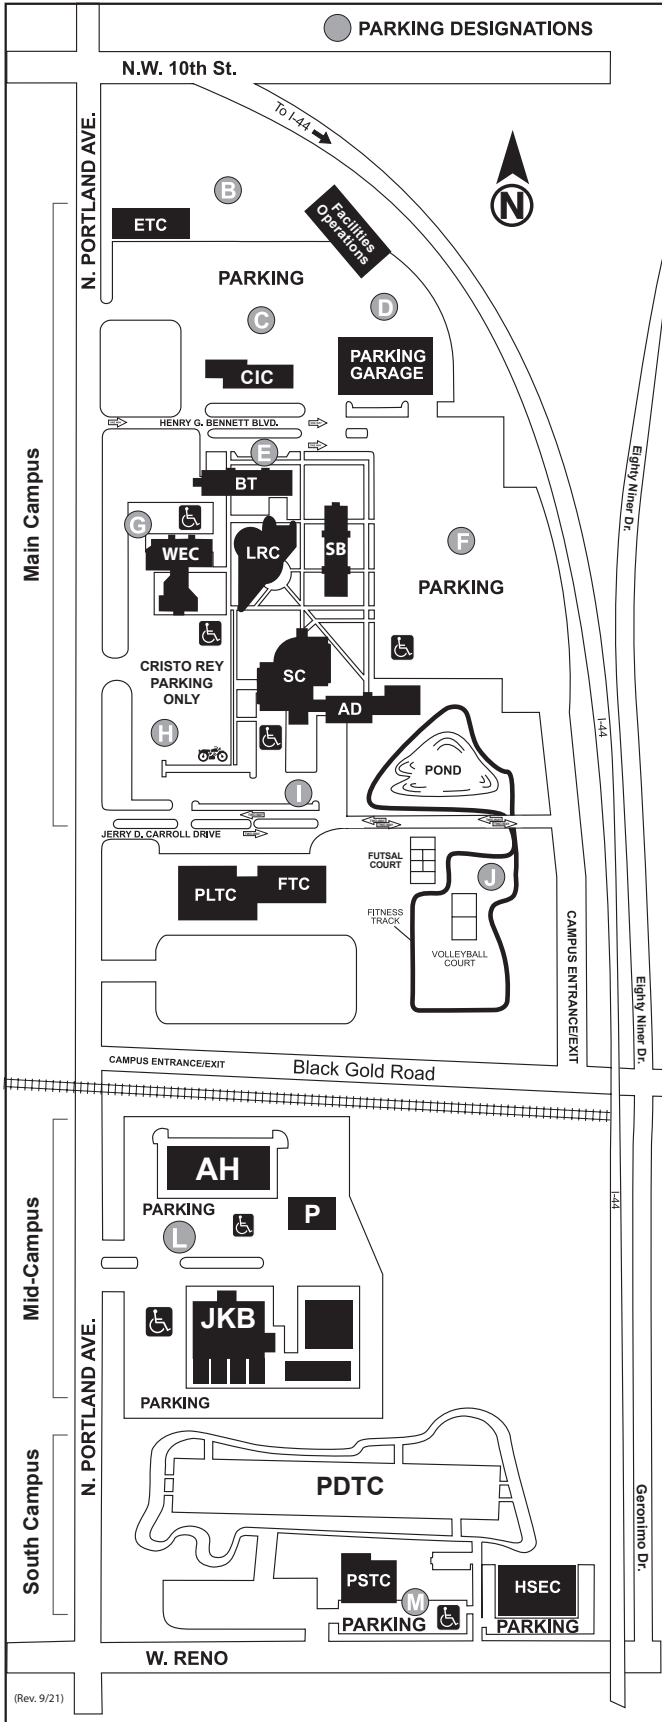 PARKING DESIGNATIONS
N.W. 10th St.
To I-44
N. PORTLAND AVE.
N
B
ETC
Facilities
Operations
PARKING
D
C
PARKING
GARAGE
CIC
HENRY G. BENNETT BLVD.
Main Campus
Eighty Niner Dr.
E
BT
G
F
WEC
LRC
SB
PARKING
CRISTO REY
PARKING
ONLY
SC
AD
H
I-44
POND
I
JERRY D. CARROLL DRIVE
FUTSAL
COURT
J
PLTC
FTC
FITNESS
TRACK
VOLLEYBALL
COURT
CAMPUS ENTRANCE/EXIT
Eighty Niner Dr.
CAMPUS ENTRANCE/EXIT
Black Gold Road
Mid-Campus
AH
PARKING
P
L
I-44
JKB
N. PORTLAND AVE.
PARKING
South Campus
PDTC
Geronimo Dr.
PSTC
HSEC
M
PARKING
PARKING
W. RENO
(Rev. 9/21)